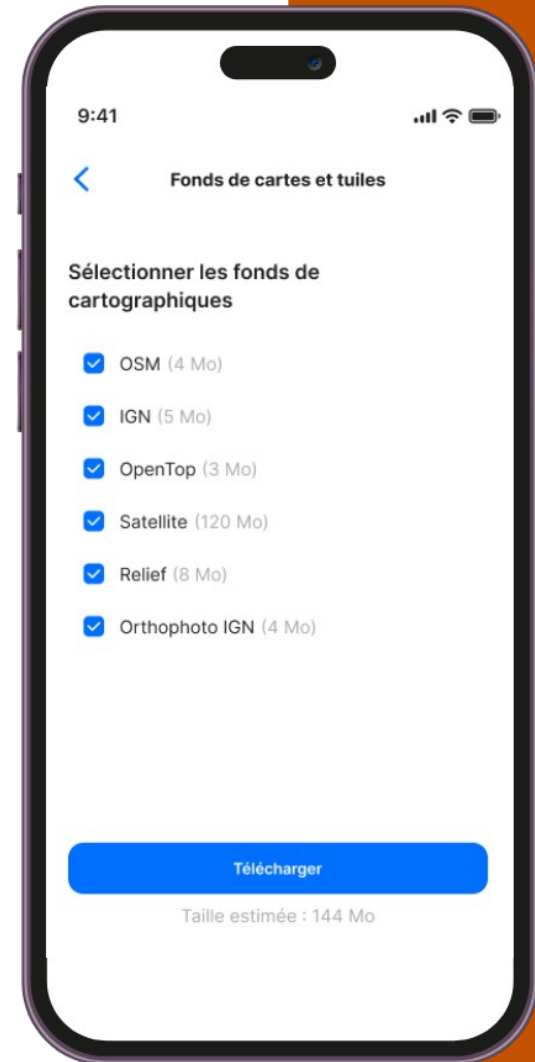 9:41
Fonds de cartes et tuiles
Sélectionner les fonds de
cartographiques
OSM (4 Mo)
IGN (5 Mo)
OpenTop (3 Mo)
Satellite (120 Mo)
Relief (8 Mo)
Orthophoto IGN (4 Mo)
Télécharger
Taille estimée : 144 Mo